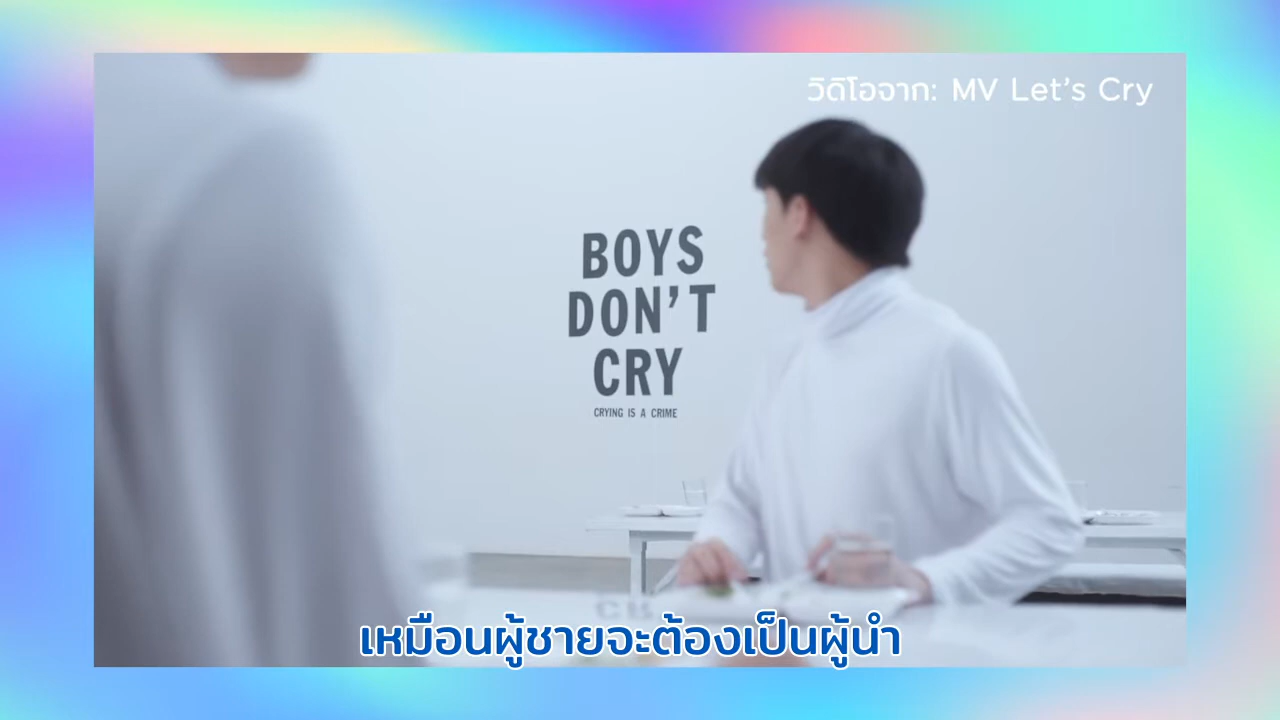 วิดิโอจาก: MV Let's Cry
BOYS
DON'T
CRY
CRYING IS A CRIME
เหมือนผู้ชายจะต้องเป็นผู้นำ